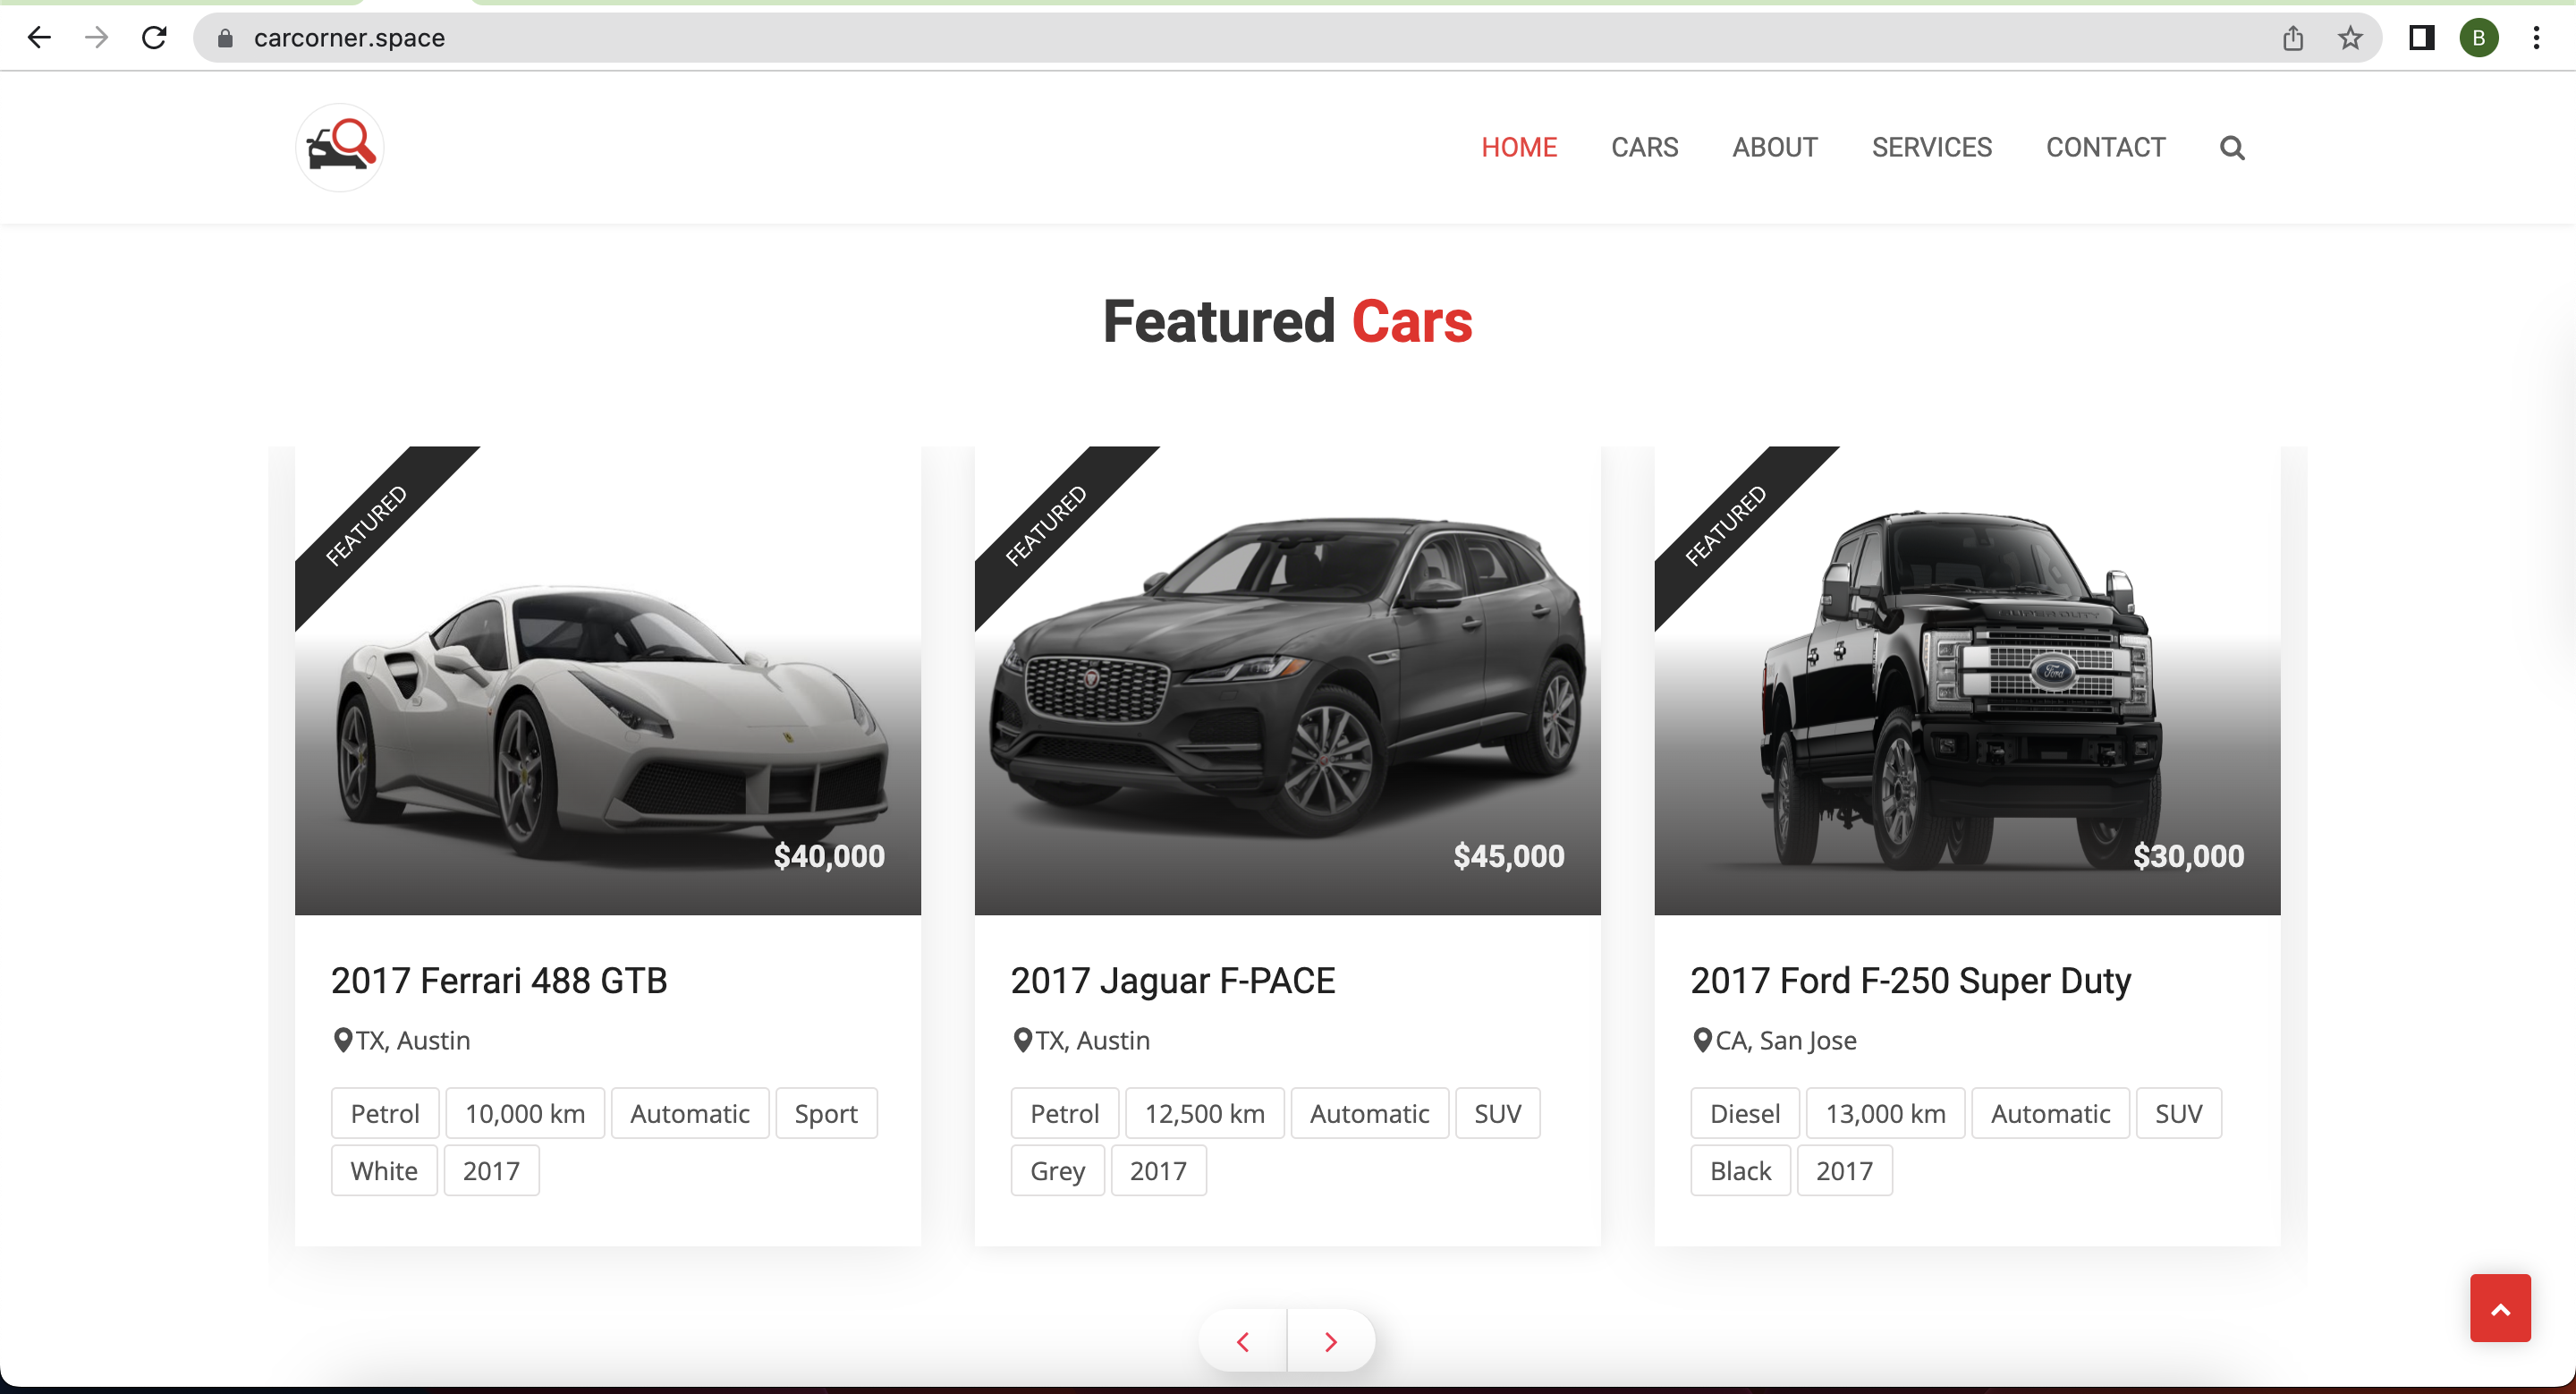 carcorner.space
B
HOME CARS ABOUT SERVICES CONTACT
Featured Cars
FEATURED
$40,000
2017 Ferrari 488 GTB
TX, Austin
Petrol 10,000 km Automatic Sport
White 2017
FEATURED
$45,000
2017 Jaguar F-PACE
TX, Austin
Petrol 12,500 km Automatic SUV
Grey 2017
FEATURED
SUPER DUTY
Ford
$30,000
2017 Ford F-250 Super Duty
CA, San Jose
Diesel 13,000 km Automatic SUV
Black 2017